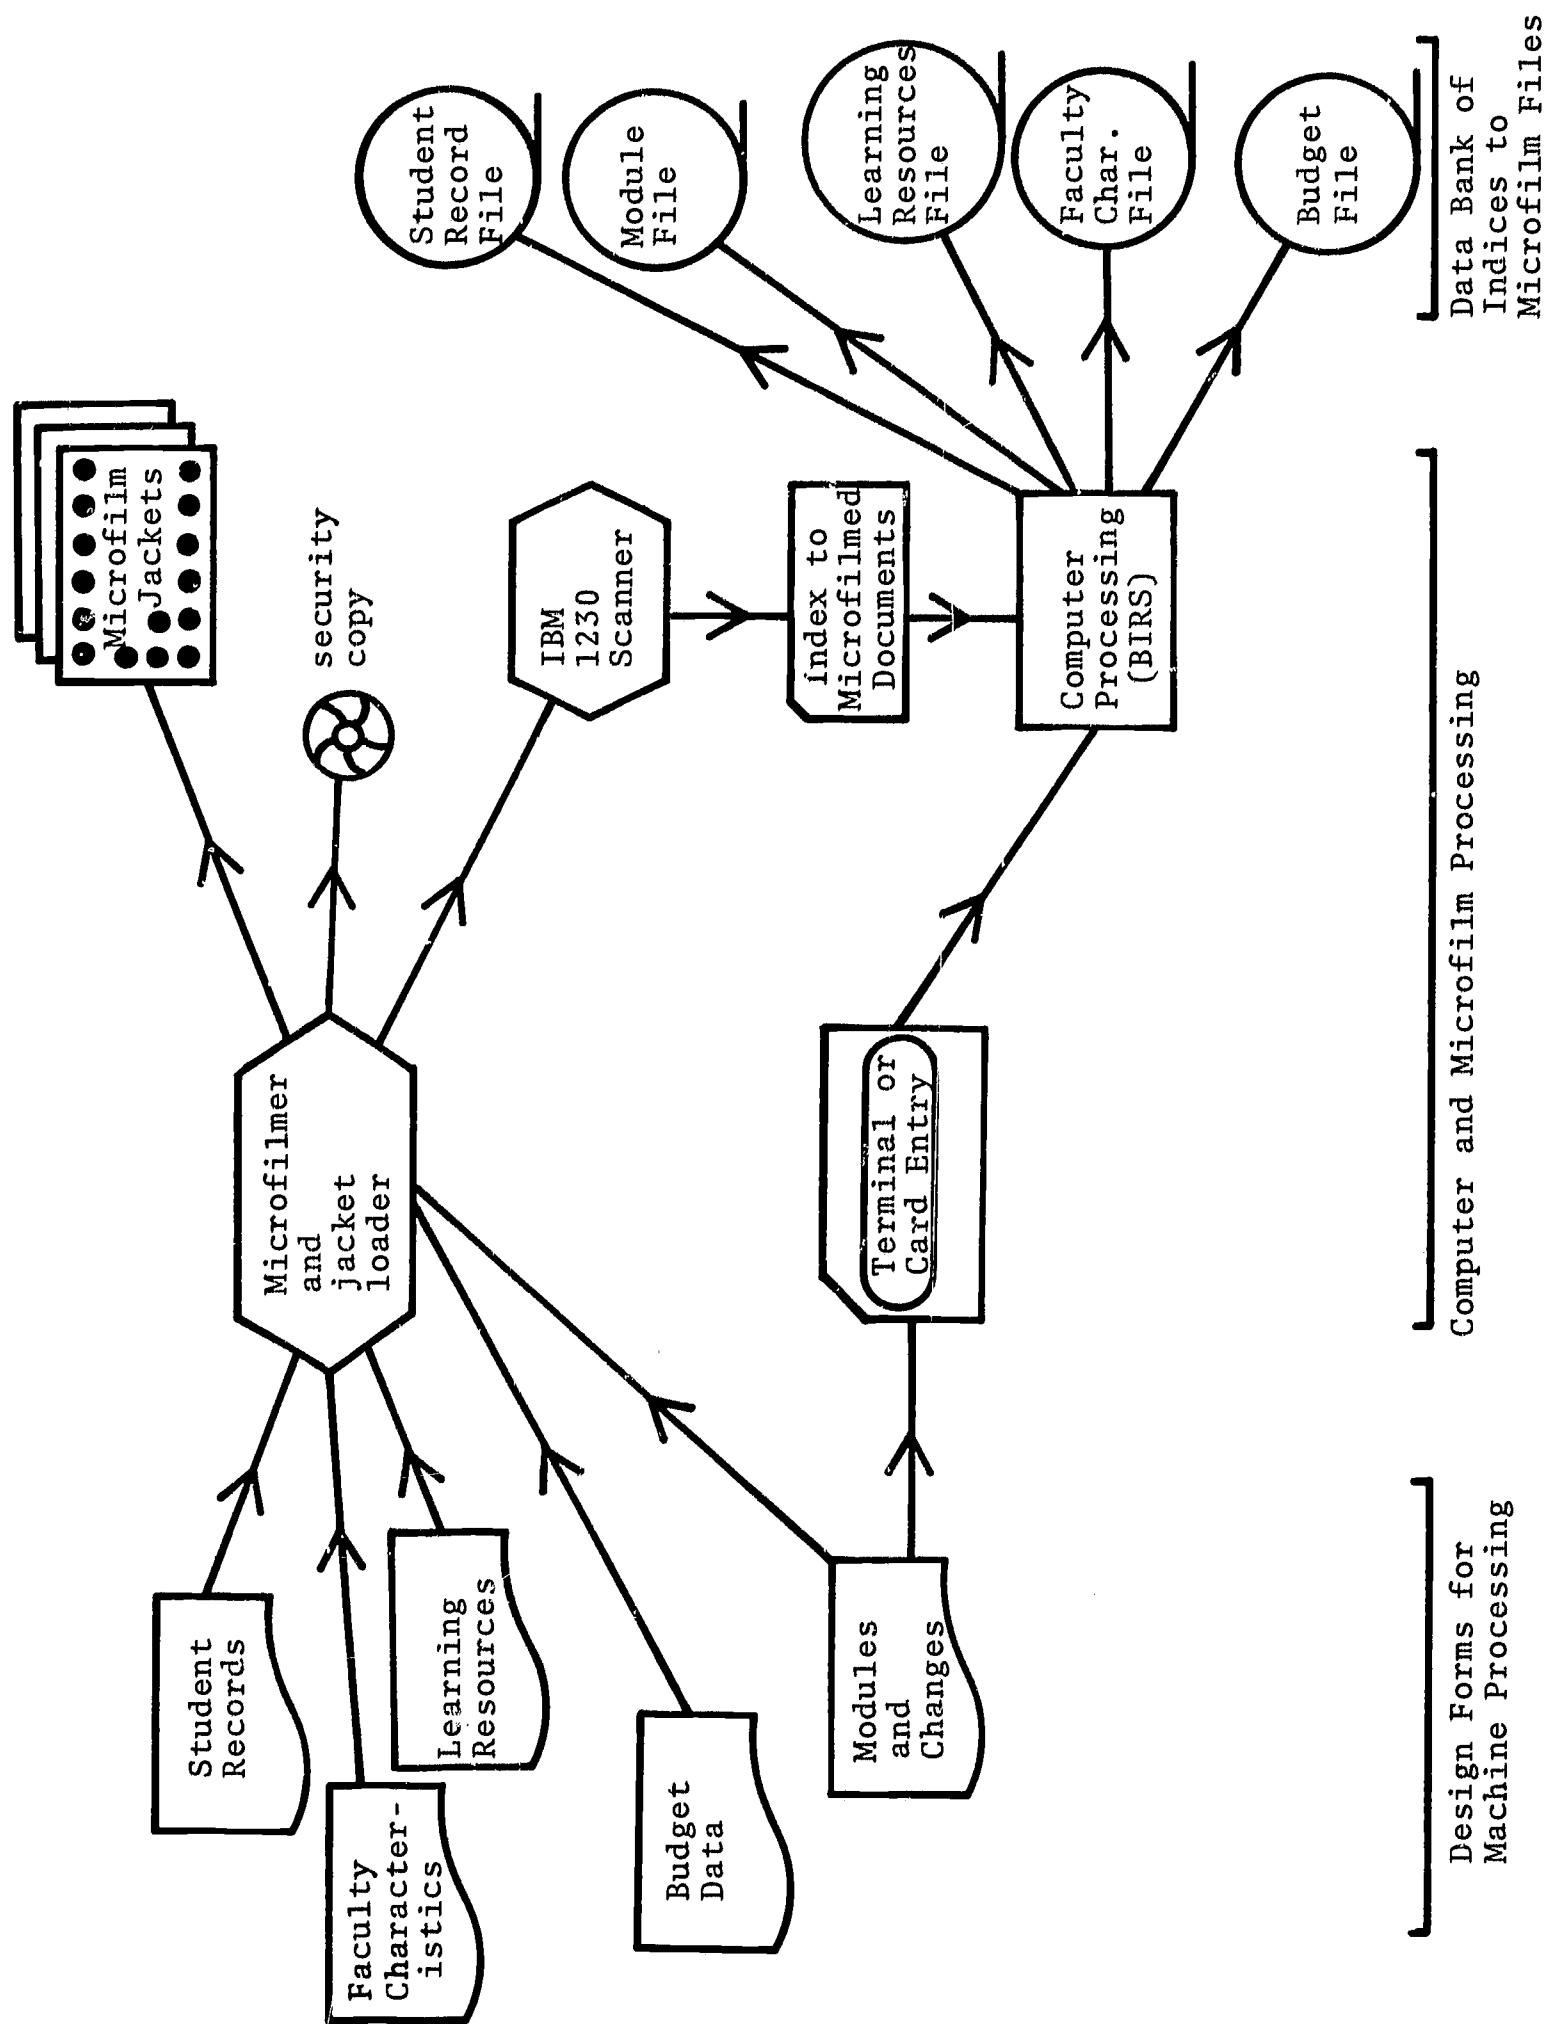 Student
Records
Faculty
Character-
istics
Learning
Resources
Budget
Data
Modules
and
Changes
Design Forms for
Machine Processing
Microfilmer
and
jacket
loader
Terminal or
Card Entry
Microfilm
Jackets
security
copy
IBM
1230
Scanner
index to
Microfilmed
Documents
Computer
Processing
(BIRS)
Computer and Microfilm Processing
Student
Record
File
Module
File
Learning
Resources
File
Faculty
Char.
File
Budget
File
Data Bank of
Indices to
Microfilm Files